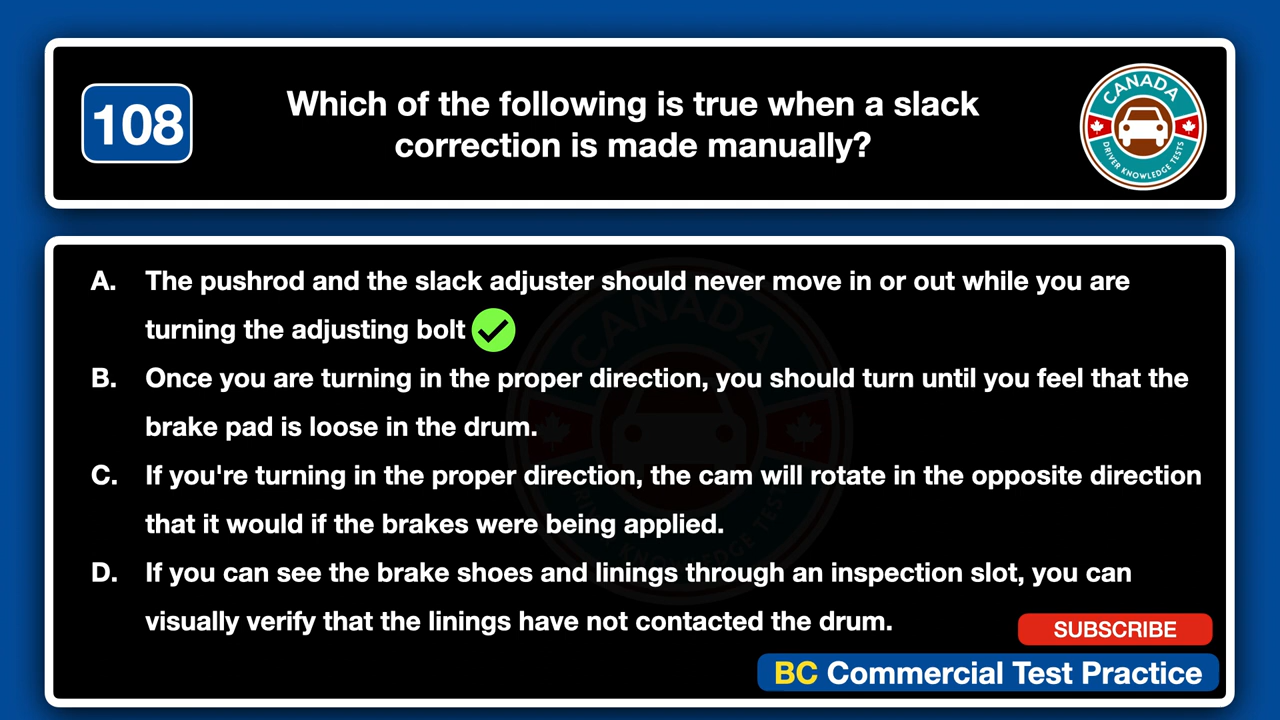 108
Which of the following is true when a slack
correction is made manually?
CANADA
DRIVER KNOWLEDGE TESTS
A. The pushrod and the slack adjuster should never move in or out while you are
turning the adjusting bolt
B. Once you are turning in the proper direction, you should turn until you feel that the
brake pad is loose in the drum.
C. If you're turning in the proper direction, the cam will rotate in the opposite direction
that it would if the brakes were being applied.
D. If you can see the brake shoes and linings through an inspection slot, you can
visually verify that the linings have not contacted the drum.
SUBSCRIBE
BC Commercial Test Practice